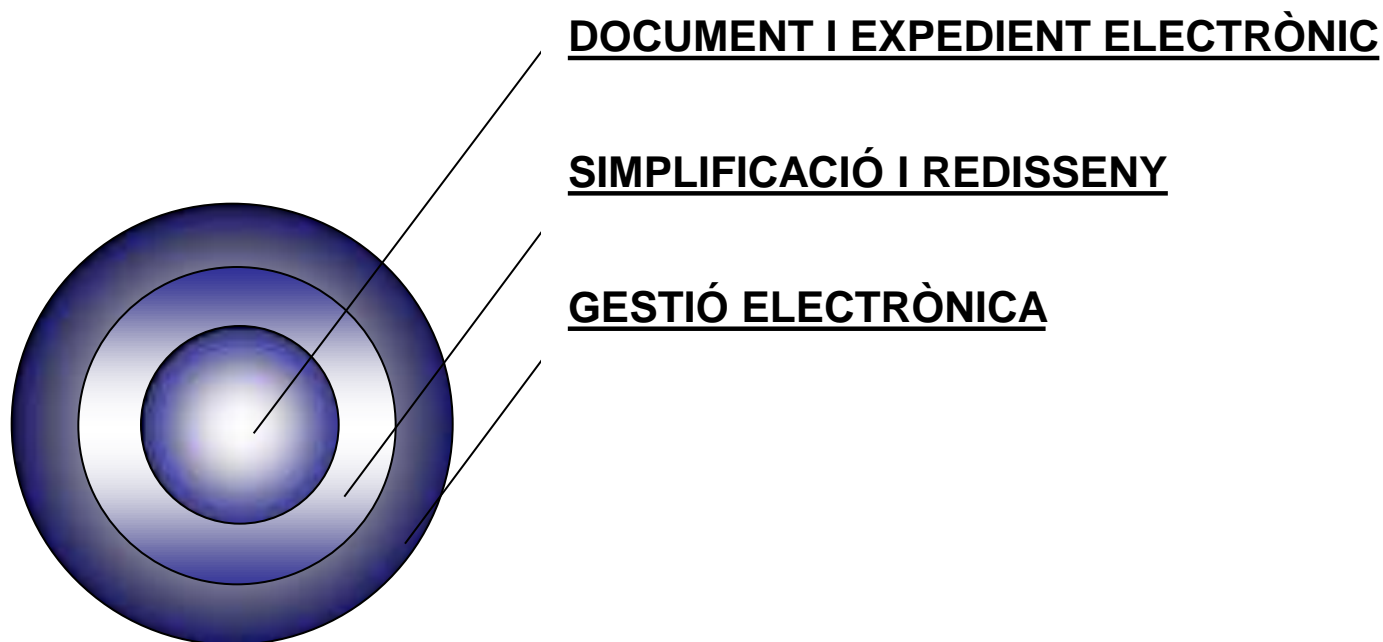 DOCUMENT I EXPEDIENT ELECTRÒNIC
SIMPLIFICACIÓ I REDISSENY
GESTIÓ ELECTRÒNICA